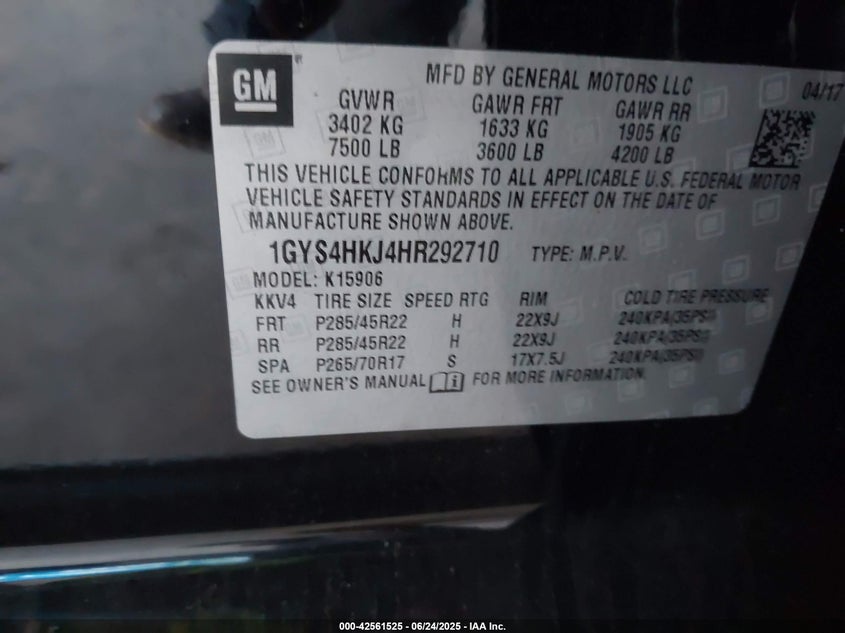 GM
MFD BY GENERAL MOTORS LLC 04/17
GVWR GAWR FRT GAWR RR
3402 KG 1633 KG 1905 KG
7500 LB 3600 LB 4200 LB
THIS VEHICLE CONFORMS TO ALL APPLICABLE U.S. FEDERAL MOTOR
VEHICLE SAFETY STANDARDS IN EFFECT ON THE DATE OF
MANUFACTURE SHOWN ABOVE.
1GYS4HKJ4HR292710 TYPE: M.P.V.
MODEL: K15906
KKV4 TIRE SIZE SPEED RTG RIM COLD TIRE PRESSURE
FRT P285/45R22 H 22X9J 240KPA/35PSI
RR P285/45R22 H 22X9J 240KPA/35PSI
SPA P265/70R17 S 17X7.5J 240KPA/35PSI
SEE OWNER'S MANUAL FOR MORE INFORMATION.
000-42561525 - 06/24/2025 - IAA Inc.